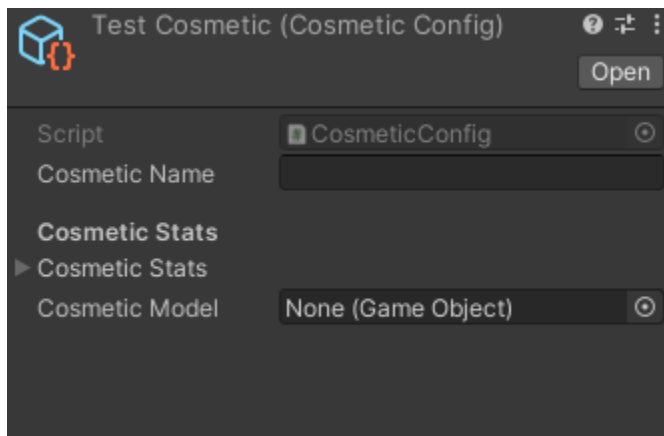 Test Cosmetic (Cosmetic Config)
Open
Script CosmeticConfig
Cosmetic Name
Cosmetic Stats
Cosmetic Stats
Cosmetic Model None (Game Object)